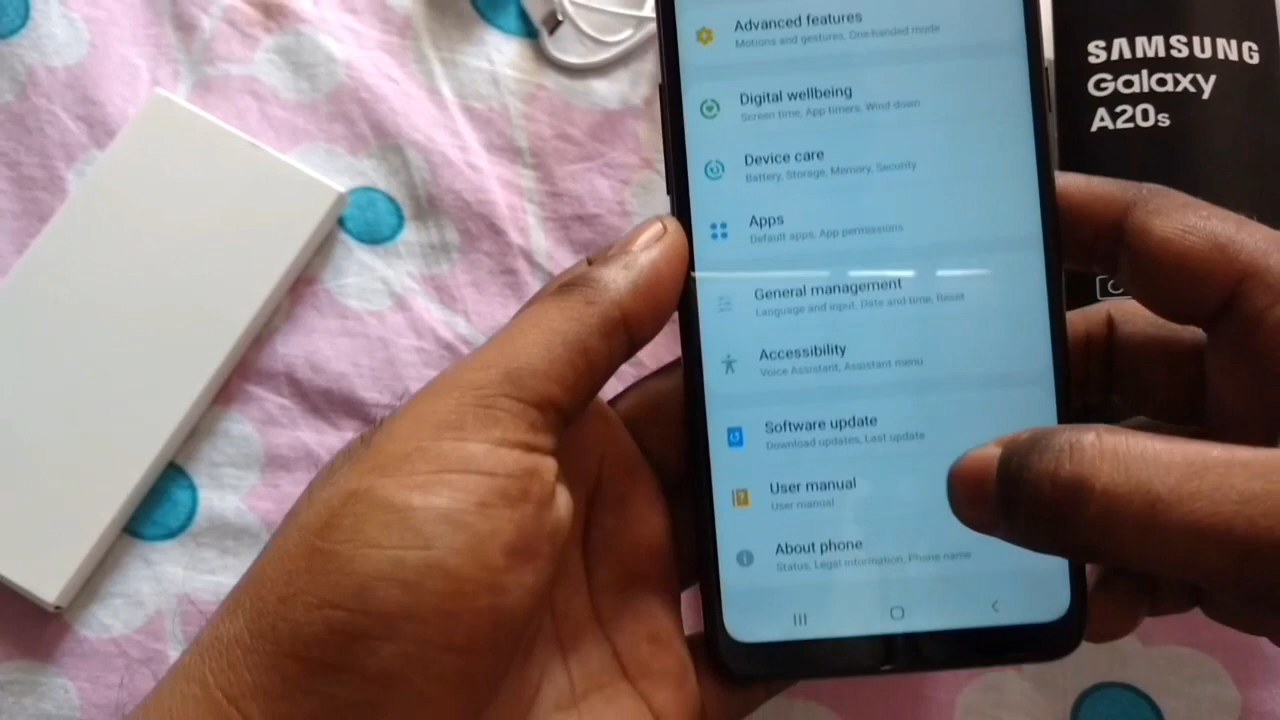 Advanced features
Motions and gestures, One-handed mode
Digital wellbeing
Screen time, App timers, Wind down
Device care
Battery, Storage, Memory, Security
Apps
Default apps, App permissions
General management
Language and input, Date and time, Reset
Accessibility
Voice Assistant, Assistant menu
Software update
Download updates, Last update
User manual
User manual
About phone
Status, Legal information, Phone name
SAMSUNG
Galaxy
A20s